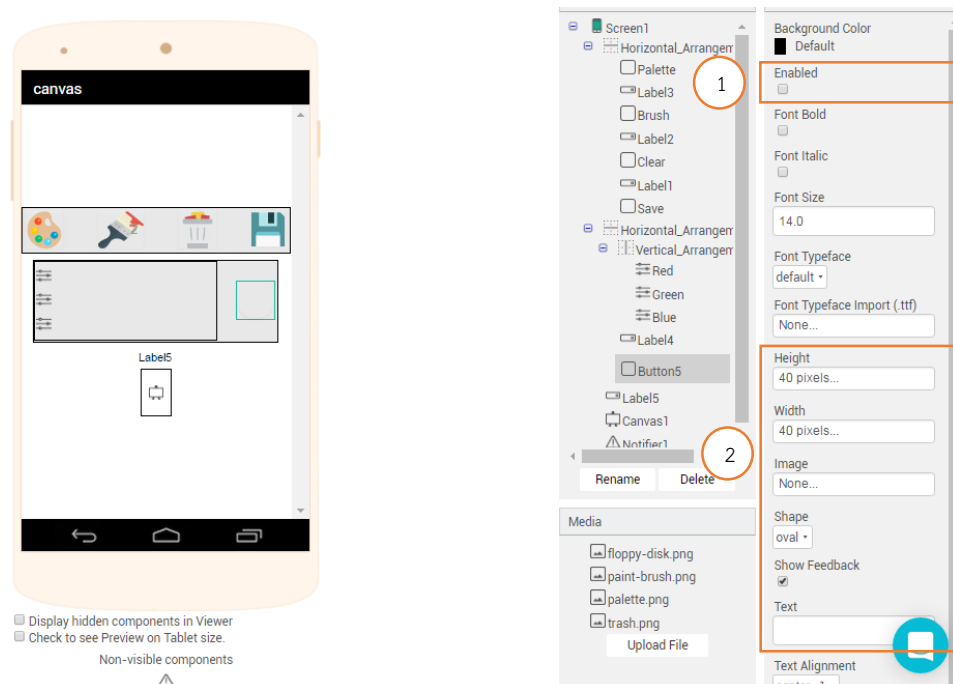 canvas
2
Label5
Display hidden components in Viewer
Check to see Preview on Tablet size.
Non-visible components
Screen1
Horizontal_Arrangem
Palette
Label3
Brush
Label2
Clear
Label1
Save
Horizontal_Arrangem
Vertical_Arrangem
Red
Green
Blue
Label4
Button5
Label5
Canvas1
Notifier1
Rename
Delete
1
2
Media
floppy-disk.png
paint-brush.png
palette.png
trash.png
Upload File
Background Color
Default
Enabled
Font Bold
Font Italic
Font Size
14.0
Font Typeface
default
Font Typeface Import (.ttf)
None...
Height
40 pixels...
Width
40 pixels...
Image
None...
Shape
oval
Show Feedback
Text
Text Alignment